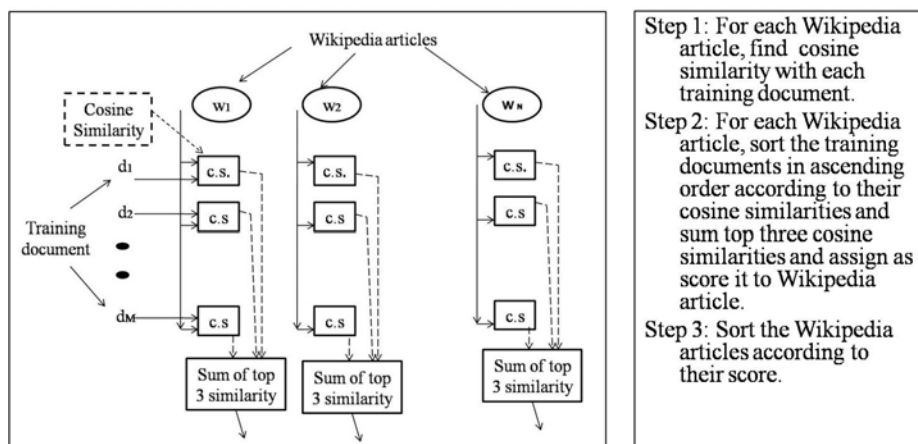 Wikipedia articles
W1
W2
WN
Cosine
Similarity
d1
c.s.
c.s.
c.s.
d2
c.s
c.s
c.s
Training
document
dM
c.s
c.s
c.s
Sum of top
3 similarity
Sum of top
3 similarity
Sum of top
3 similarity
Step 1: For each Wikipedia
article, find cosine
similarity with each
training document.
Step 2: For each Wikipedia
article, sort the training
documents in ascending
order according to their
cosine similarities and
sum top three cosine
similarities and assign as
score it to Wikipedia
article.
Step 3: Sort the Wikipedia
articles according to
their score.